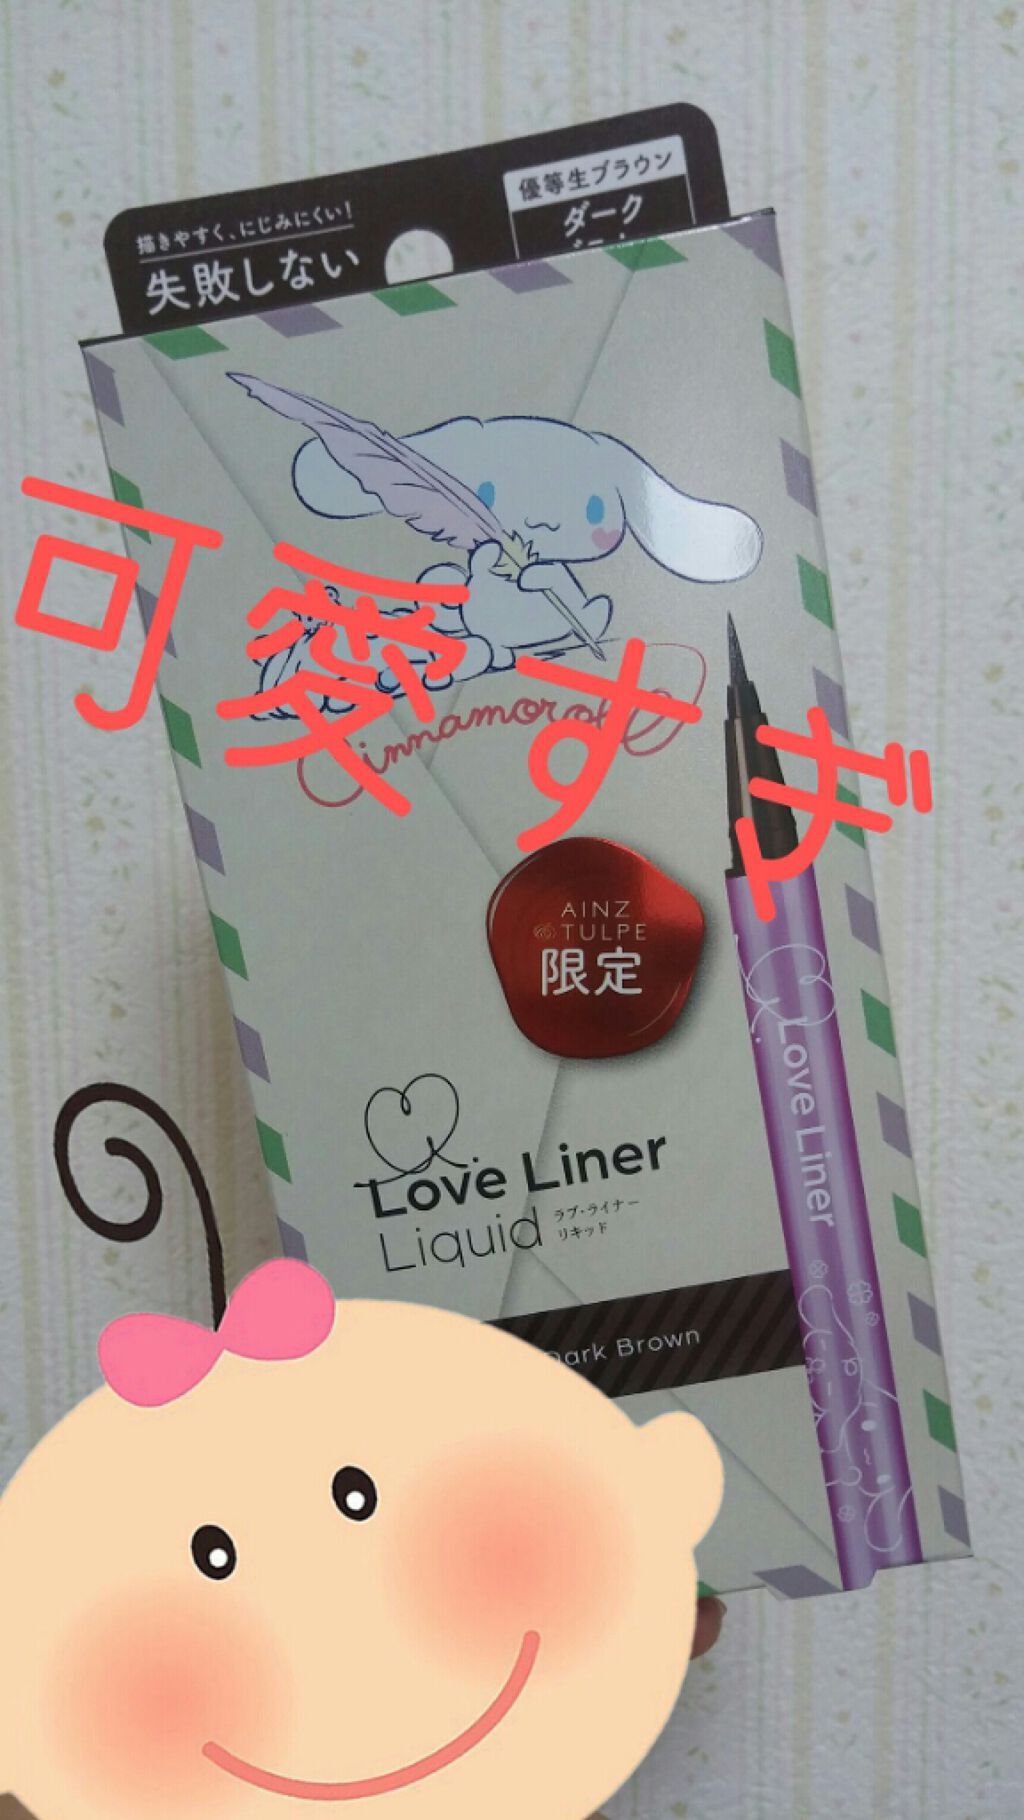 描きやすく、にじみにくい!
失敗しない
優等生ブラウン
ダーク
可愛すぎ
Cinnamoroll
AINZ
TULPE
限定
Love Liner
Liquid
ラブ・ライナー
リキッド
Dark Brown
Love Liner